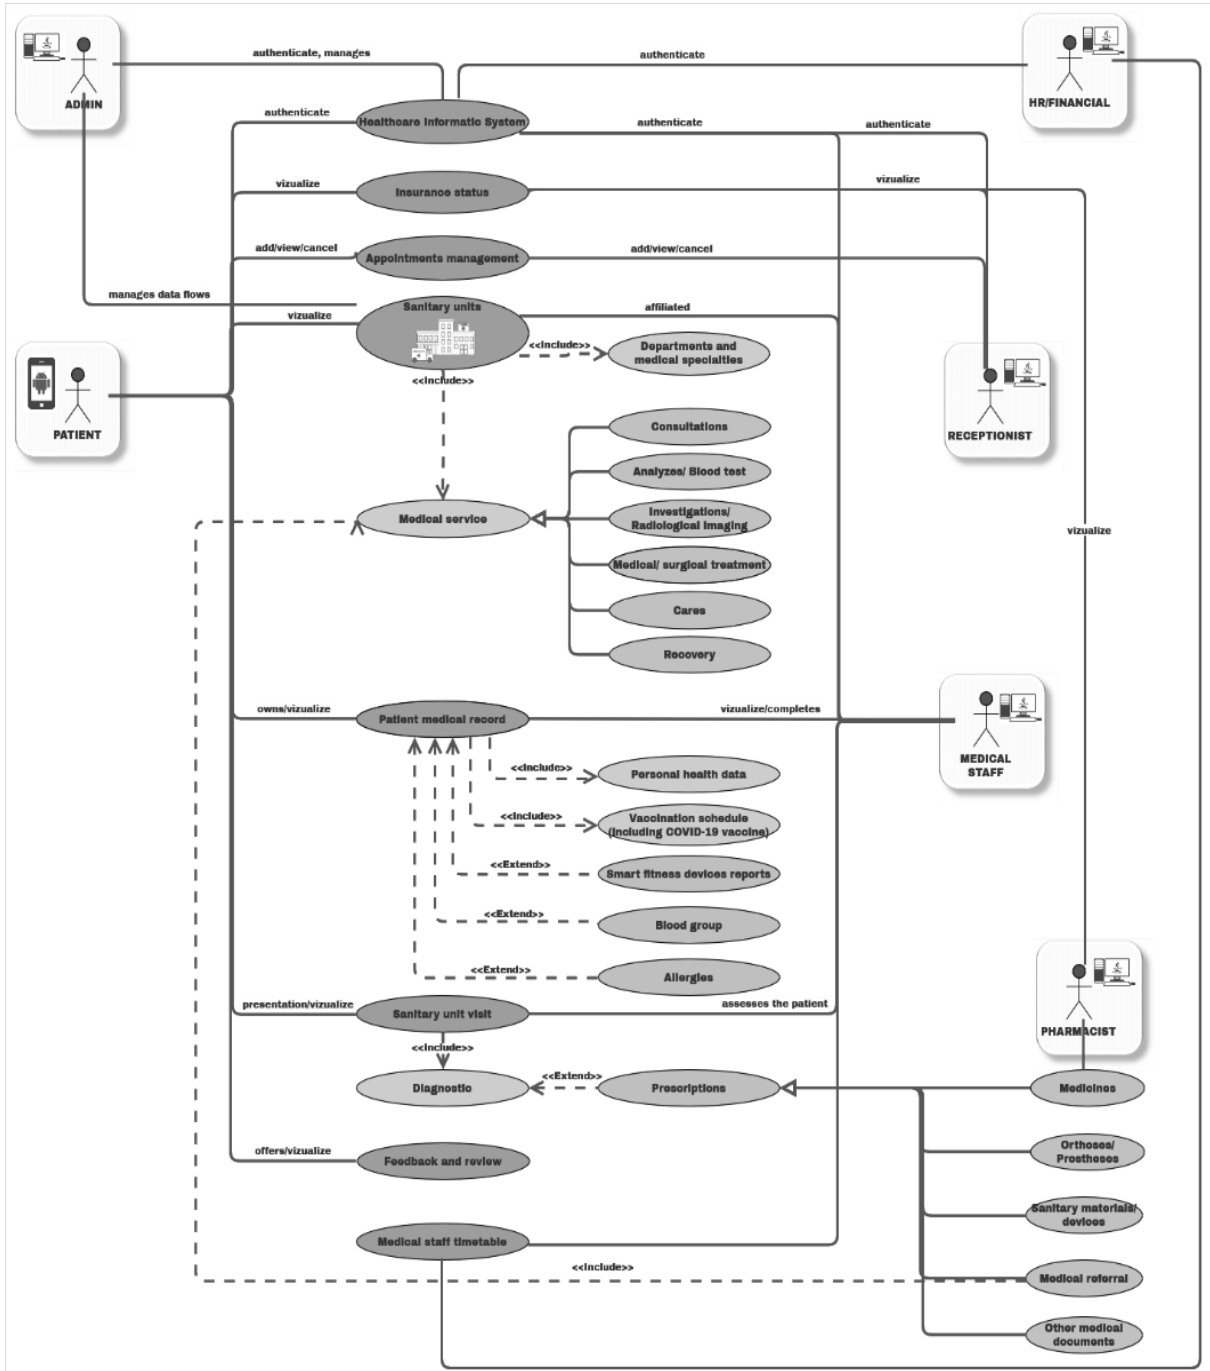 authenticate, manages
authenticate
ADMIN
HR/FINANCIAL
authenticate
Healthcare Informatic System
authenticate
authenticate
vizualize
Insurance status
vizualize
add/view/cancel
Appointments management
add/view/cancel
manages data flows
Sanitary units
affiliated
vizualize
<<Include>>
Departments and
medical specialties
<<Include>>
PATIENT
RECEPTIONIST
Consultations
Analyzes/ Blood test
Medical service
Investigations/
Radiological imaging
vizualize
Medical/ surgical treatment
Cares
Recovery
owns/vizualize
Patient medical record
vizualize/completes
MEDICAL
STAFF
<<Include>>
Personal health data
<<Include>>
Vaccination schedule
(including COVID-19 vaccine)
<<Extend>>
Smart fitness devices reports
<<Extend>>
Blood group
<<Extend>>
Allergies
presentation/vizualize
Sanitary unit visit
assesses the patient
PHARMACIST
<<Include>>
Diagnostic
<<Extend>>
Prescriptions
Medicines
Orthoses/
Prostheses
offers/vizualize
Feedback and review
Sanitary materials/
devices
Medical staff timetable
<<Include>>
Medical referral
Other medical
documents